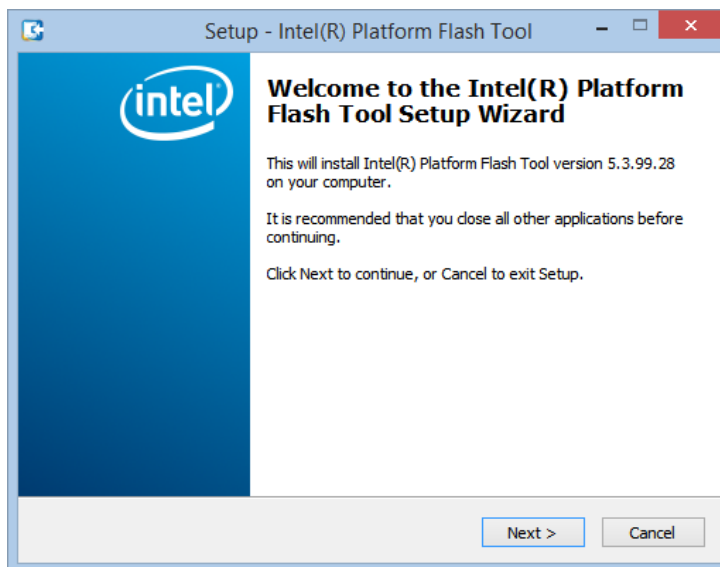 Setup - Intel(R) Platform Flash Tool
intel
Welcome to the Intel(R) Platform
Flash Tool Setup Wizard
This will install Intel(R) Platform Flash Tool version 5.3.99.28
on your computer.
It is recommended that you close all other applications before
continuing.
Click Next to continue, or Cancel to exit Setup.
Next >
Cancel